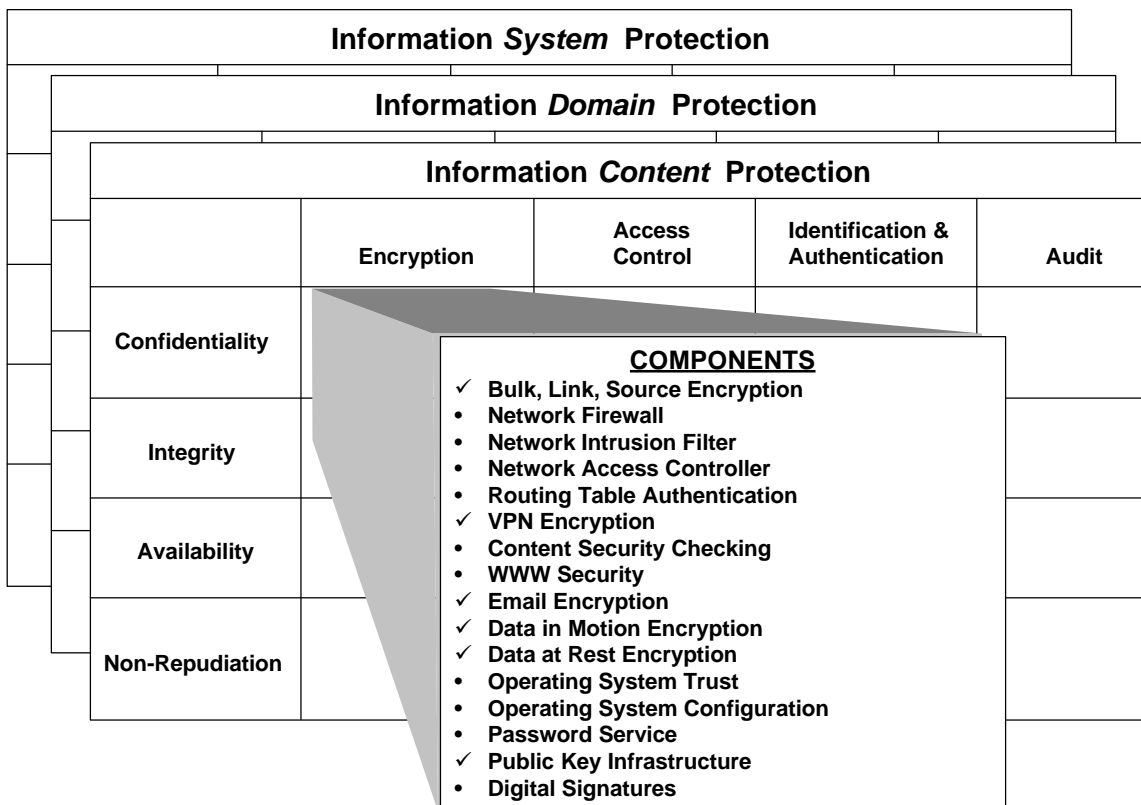 Information System Protection
Information Domain Protection
Information Content Protection
Encryption
Access
Control
Identification &
Authentication
Audit
Confidentiality
Integrity
Availability
Non-Repudiation
COMPONENTS
✓ Bulk, Link, Source Encryption
• Network Firewall
• Network Intrusion Filter
• Network Access Controller
• Routing Table Authentication
✓ VPN Encryption
• Content Security Checking
• WWW Security
✓ Email Encryption
✓ Data in Motion Encryption
✓ Data at Rest Encryption
• Operating System Trust
• Operating System Configuration
• Password Service
✓ Public Key Infrastructure
• Digital Signatures